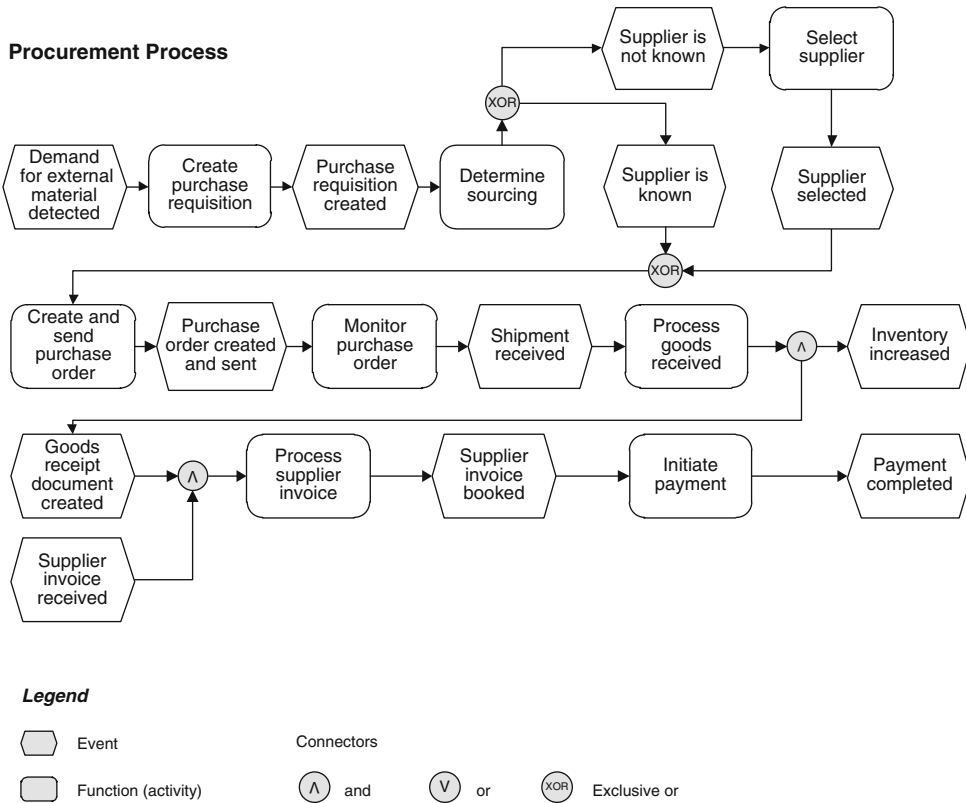 Procurement Process
Supplier is
not known
Select
supplier
XOR
Demand
for external
material
detected
Create
purchase
requisition
Purchase
requisition
created
Determine
sourcing
Supplier is
known
Supplier
selected
XOR
Create and
send
purchase
order
Purchase
order created
and sent
Monitor
purchase
order
Shipment
received
Process
goods
received
Λ
Inventory
increased
Goods
receipt
document
created
Λ
Process
supplier
invoice
Supplier
invoice
booked
Initiate
payment
Payment
completed
Supplier
invoice
received
Legend
Event
Connectors
Function (activity)
Λ and
V or
XOR Exclusive or